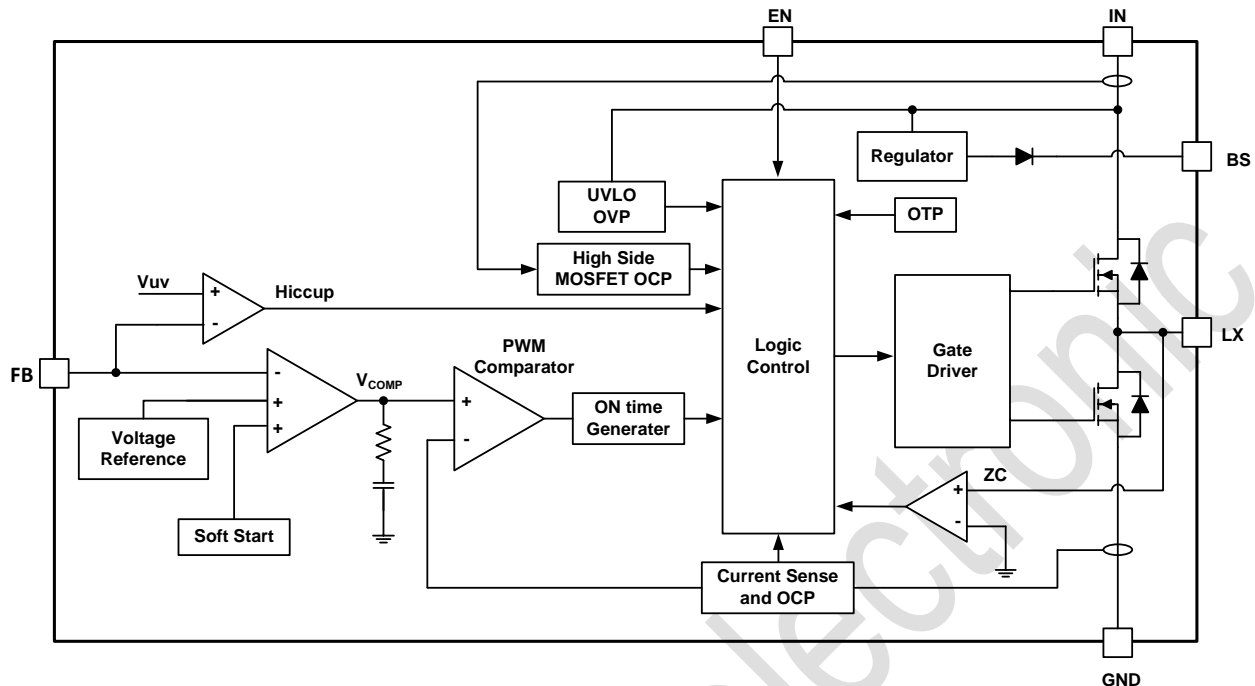 EN
IN
Regulator
BS
UVLO
OVP
OTP
High Side
MOSFET OCP
Vuv
+
-
Hiccup
Logic
Control
Gate
Driver
LX
FB
PWM
Comparator
-
+
+
VCOMP
+
-
ON time
Generater
Voltage
Reference
Soft Start
ZC
+
-
Current Sense
and OCP
GND